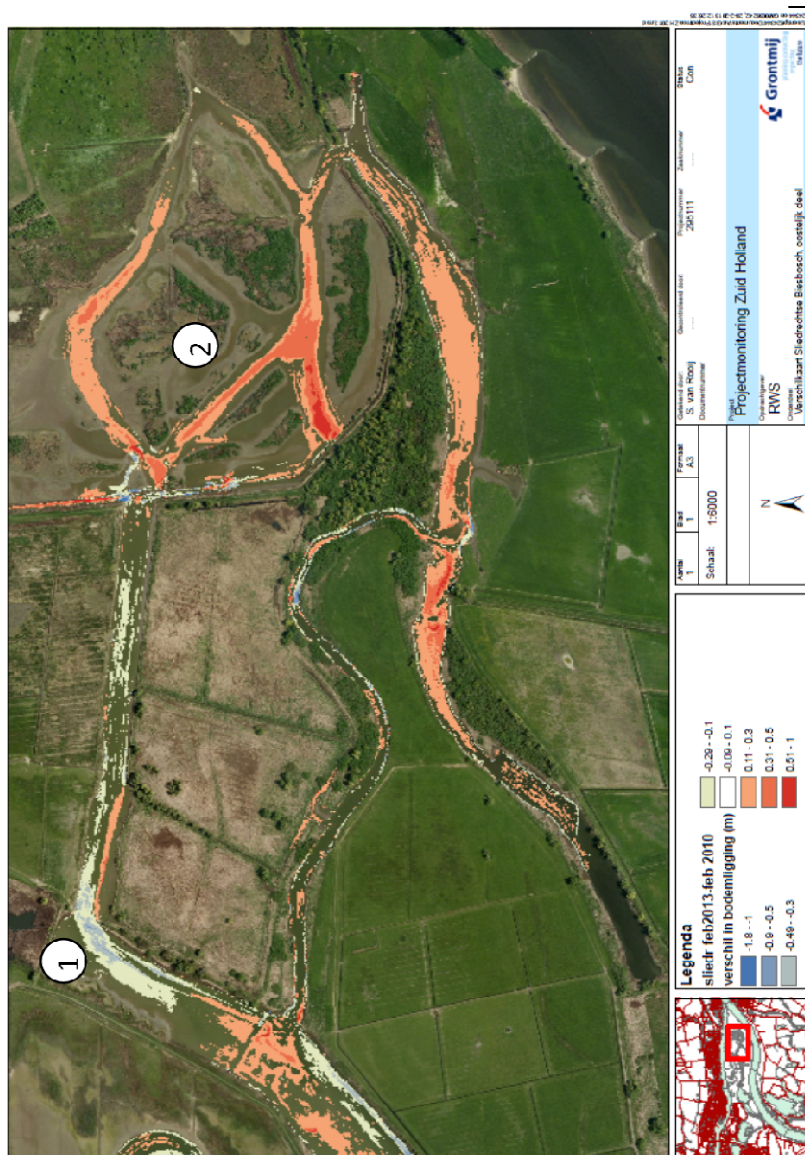 1
2
Legenda
sliedr feb2013-feb 2010
verschil in bodemligging (m)
-1.8 - -1
-0.9 - -0.5
-0.49 - -0.3
-0.29 - -0.1
-0.09 - 0.1
0.11 - 0.3
0.31 - 0.5
0.51 - 1
Aantal
1
Blad
1
Formaat
A3
Getekend door:
S. van Rooij
Gecontroleerd door:
....
Projectnummer
295111
Zaaknummer
....
Status
Con
Schaal:
1:6000
Documentnummer
Project
Projectmonitoring Zuid Holland
N
Opdrachtgever
RWS
Onderdeel
Verschilkaart Sliedrechtse Biesbosch, oostelijk deel
Grontmij